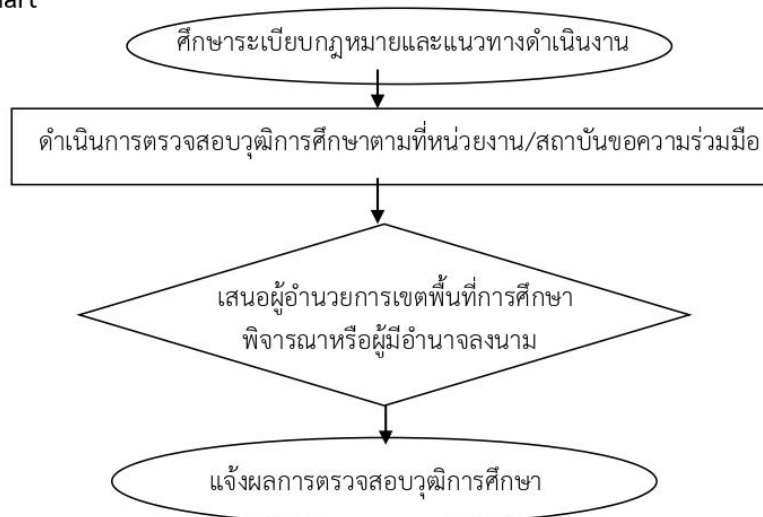 ศึกษาระเบียบกฎหมายและแนวทางดำเนินงาน
ดำเนินการตรวจสอบวุฒิการศึกษาตามที่หน่วยงาน/สถาบันขอความร่วมมือ
เสนอผู้อำนวยการเขตพื้นที่การศึกษา
พิจารณาหรือผู้มีอำนาจลงนาม
แจ้งผลการตรวจสอบวุฒิการศึกษา